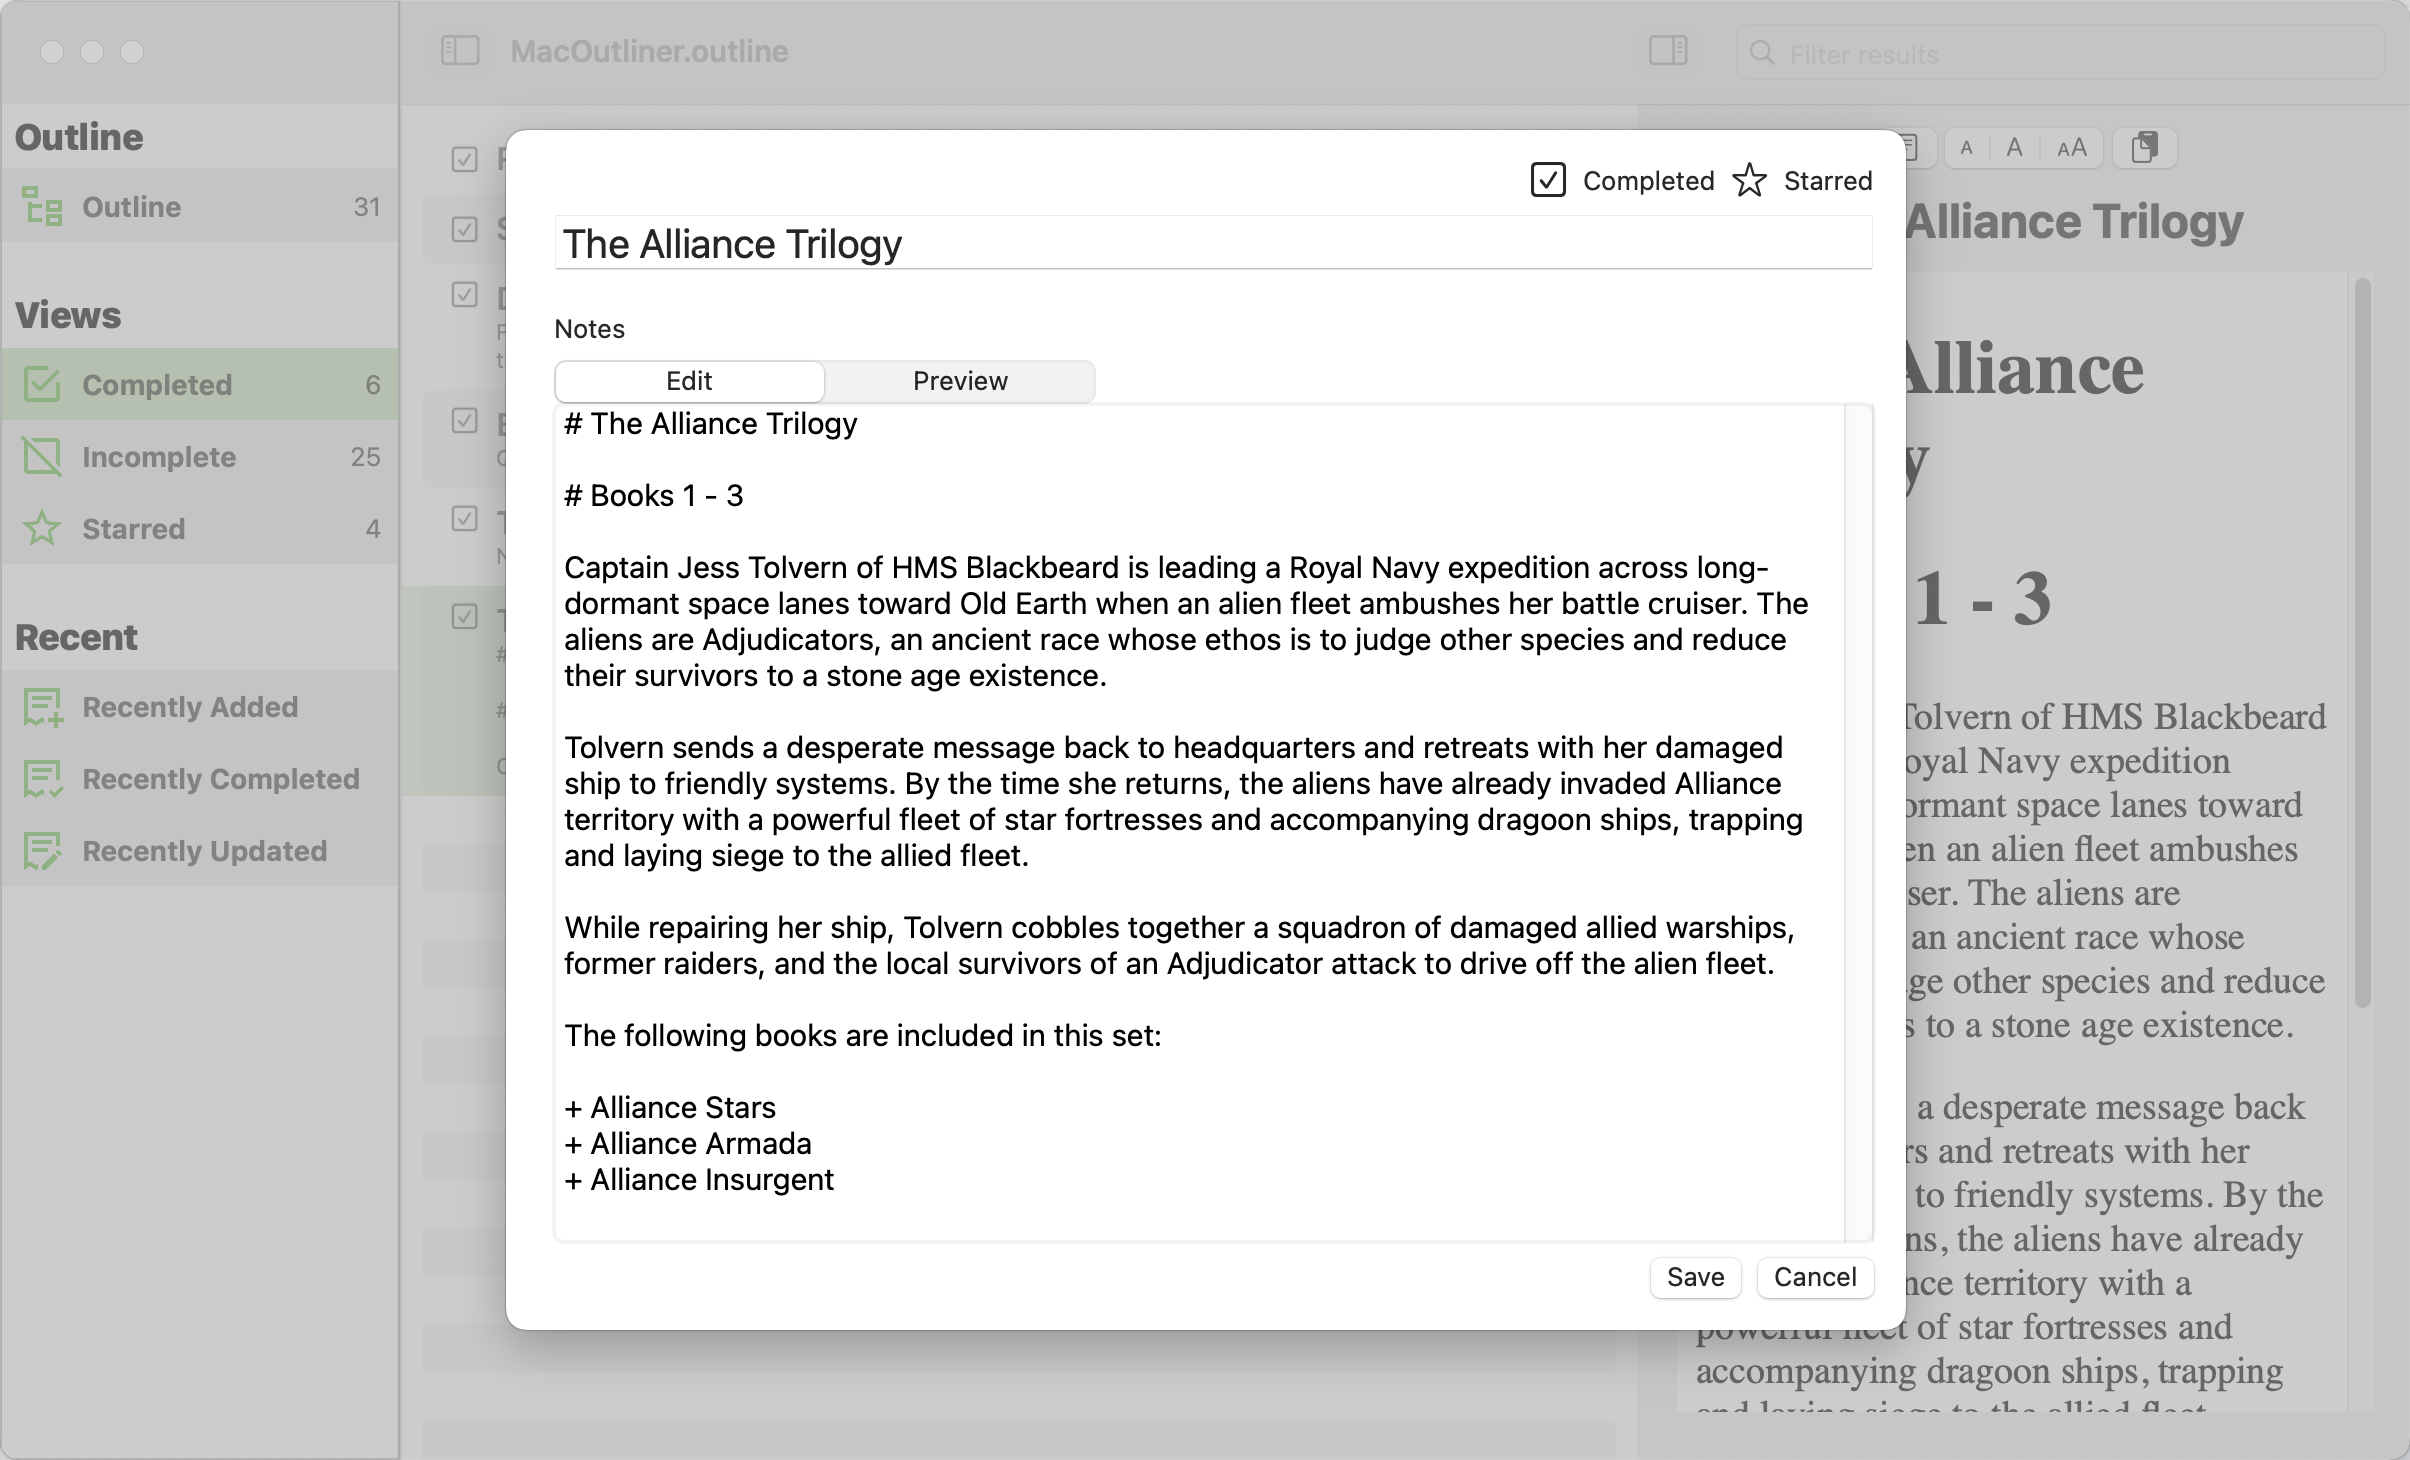 MacOutliner.outline
Filter results
Outline
Outline 31
Views
Completed 6
Incomplete 25
Starred 4
Recent
Recently Added
Recently Completed
Recently Updated
Completed Starred
The Alliance Trilogy
Notes
Edit Preview
# The Alliance Trilogy
# Books 1 - 3
Captain Jess Tolvern of HMS Blackbeard is leading a Royal Navy expedition across long-
dormant space lanes toward Old Earth when an alien fleet ambushes her battle cruiser. The
aliens are Adjudicators, an ancient race whose ethos is to judge other species and reduce
their survivors to a stone age existence.
Tolvern sends a desperate message back to headquarters and retreats with her damaged
ship to friendly systems. By the time she returns, the aliens have already invaded Alliance
territory with a powerful fleet of star fortresses and accompanying dragoon ships, trapping
and laying siege to the allied fleet.
While repairing her ship, Tolvern cobbles together a squadron of damaged allied warships,
former raiders, and the local survivors of an Adjudicator attack to drive off the alien fleet.
The following books are included in this set:
+ Alliance Stars
+ Alliance Armada
+ Alliance Insurgent
Save Cancel
A A AA
Alliance Trilogy
Alliance
y
1 - 3
Tolvern of HMS Blackbeard
oyal Navy expedition
ormant space lanes toward
en an alien fleet ambushes
ser. The aliens are
an ancient race whose
ge other species and reduce
s to a stone age existence.
a desperate message back
rs and retreats with her
to friendly systems. By the
ns, the aliens have already
nce territory with a
powerful fleet of star fortresses and
accompanying dragoon ships, trapping
and laying siege to the allied fleet